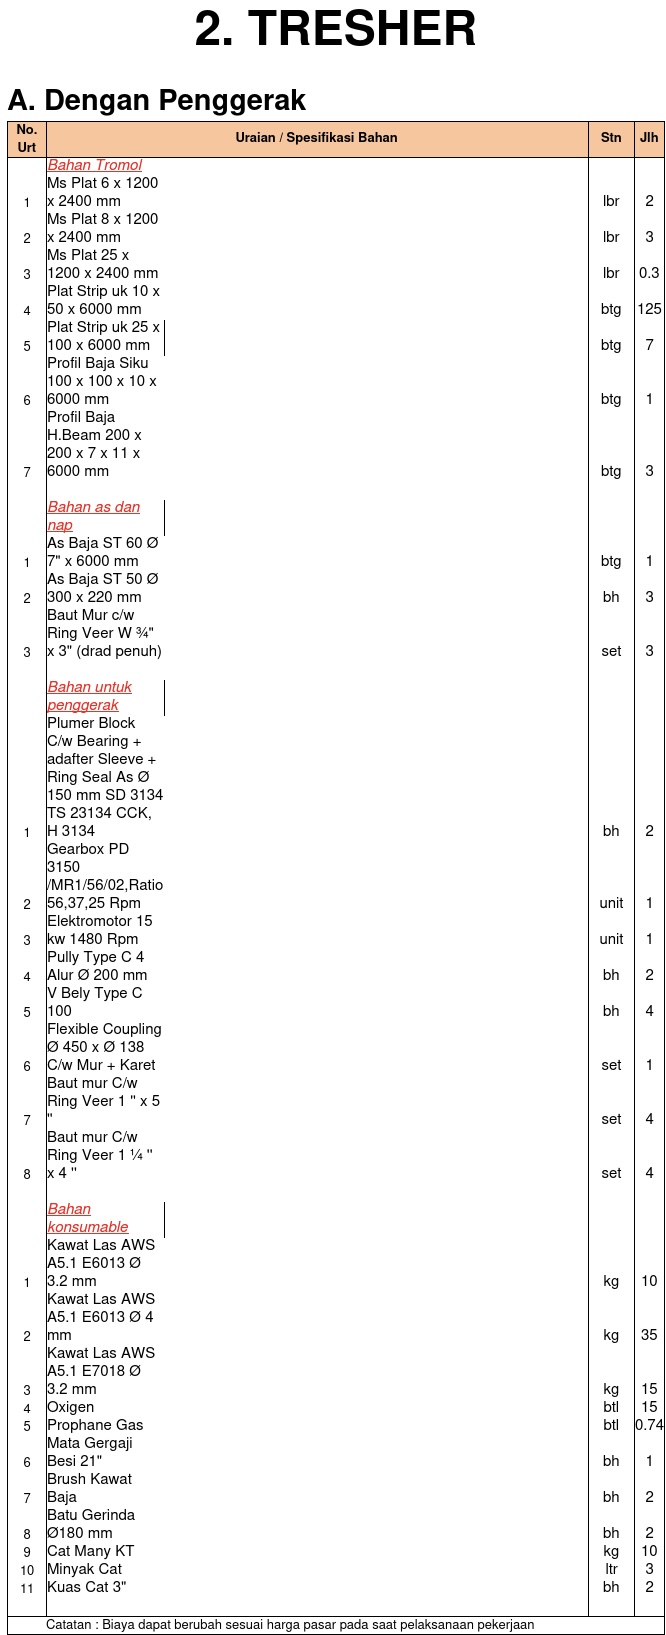 2. TRESHER
A. Dengan Penggerak
No. Urt Uraian / Spesifikasi Bahan Stn Jlh
Bahan Tromol
Ms Plat 6 x 1200
1 x 2400 mm lbr 2
Ms Plat 8 x 1200
2 x 2400 mm lbr 3
Ms Plat 25 x
3 1200 x 2400 mm lbr 0.3
Plat Strip uk 10 x
4 50 x 6000 mm btg 125
Plat Strip uk 25 x
5 100 x 6000 mm btg 7
Profil Baja Siku
100 x 100 x 10 x
6 6000 mm btg 1
Profil Baja
H.Beam 200 x
200 x 7 x 11 x
7 6000 mm btg 3
Bahan as dan
nap
As Baja ST 60 Ø
1 7" x 6000 mm btg 1
As Baja ST 50 Ø
2 300 x 220 mm bh 3
Baut Mur c/w
Ring Veer W ¾"
3 x 3" (drad penuh) set 3
Bahan untuk
penggerak
Plumer Block
C/w Bearing +
adafter Sleeve +
Ring Seal As Ø
150 mm SD 3134
TS 23134 CCK,
1 H 3134 bh 2
Gearbox PD
3150
/MR1/56/02,Ratio
2 56,37,25 Rpm unit 1
Elektromotor 15
3 kw 1480 Rpm unit 1
Pully Type C 4
4 Alur Ø 200 mm bh 2
V Bely Type C
5 100 bh 4
Flexible Coupling
Ø 450 x Ø 138
6 C/w Mur + Karet set 1
Baut mur C/w
Ring Veer 1 " x 5
7 " set 4
Baut mur C/w
Ring Veer 1 ¼ "
8 x 4 " set 4
Bahan
konsumable
Kawat Las AWS
A5.1 E6013 Ø
1 3.2 mm kg 10
Kawat Las AWS
A5.1 E6013 Ø 4
2 mm kg 35
Kawat Las AWS
A5.1 E7018 Ø
3 3.2 mm kg 15
4 Oxigen btl 15
5 Prophane Gas btl 0.74
Mata Gergaji
6 Besi 21" bh 1
Brush Kawat
7 Baja bh 2
Batu Gerinda
8 Ø180 mm bh 2
9 Cat Many KT kg 10
10 Minyak Cat ltr 3
11 Kuas Cat 3" bh 2
Catatan : Biaya dapat berubah sesuai harga pasar pada saat pelaksanaan pekerjaan